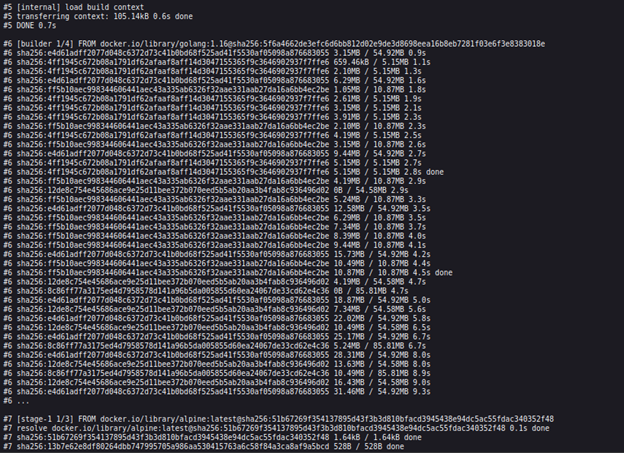 #5 [internal] load build context
#5 transferring context: 105.14kB 0.6s done
#5 DONE 0.7s

#6 [builder 1/4] FROM docker.io/library/golang:1.16@sha256:5f6a4662de3efc6d6bb812d02e9de3d8698eea16b8eb7281f03e6f3e8383018e
#6 sha256:e4d61adff2077d048c6372d73c41b0bd68f525ad41f5530af05098a876683055 3.15MB / 54.92MB 0.9s
#6 sha256:4ff1945c672b08a1791df62afaaf8aff14d3047155365f9c3646902937f7ffe6 659.46kB / 5.15MB 1.1s
#6 sha256:4ff1945c672b08a1791df62afaaf8aff14d3047155365f9c3646902937f7ffe6 2.10MB / 5.15MB 1.3s
#6 sha256:e4d61adff2077d048c6372d73c41b0bd68f525ad41f5530af05098a876683055 6.29MB / 54.92MB 1.6s
#6 sha256:ff5b10aec998344606441aec43a335ab6326f32aae331aab27da16a6bb4ec2be 1.05MB / 10.87MB 1.8s
#6 sha256:4ff1945c672b08a1791df62afaaf8aff14d3047155365f9c3646902937f7ffe6 2.61MB / 5.15MB 1.9s
#6 sha256:4ff1945c672b08a1791df62afaaf8aff14d3047155365f9c3646902937f7ffe6 3.15MB / 5.15MB 2.1s
#6 sha256:4ff1945c672b08a1791df62afaaf8aff14d3047155365f9c3646902937f7ffe6 3.91MB / 5.15MB 2.3s
#6 sha256:ff5b10aec998344606441aec43a335ab6326f32aae331aab27da16a6bb4ec2be 2.10MB / 10.87MB 2.3s
#6 sha256:4ff1945c672b08a1791df62afaaf8aff14d3047155365f9c3646902937f7ffe6 4.19MB / 5.15MB 2.5s
#6 sha256:ff5b10aec998344606441aec43a335ab6326f32aae331aab27da16a6bb4ec2be 3.15MB / 10.87MB 2.6s
#6 sha256:e4d61adff2077d048c6372d73c41b0bd68f525ad41f5530af05098a876683055 9.44MB / 54.92MB 2.7s
#6 sha256:4ff1945c672b08a1791df62afaaf8aff14d3047155365f9c3646902937f7ffe6 5.15MB / 5.15MB 2.7s
#6 sha256:4ff1945c672b08a1791df62afaaf8aff14d3047155365f9c3646902937f7ffe6 5.15MB / 5.15MB 2.8s done
#6 sha256:ff5b10aec998344606441aec43a335ab6326f32aae331aab27da16a6bb4ec2be 4.19MB / 10.87MB 2.9s
#6 sha256:12de8c754e45686ace9e25d11bee372b070eed5b5ab20aa3b4fab8c936496d02 0B / 54.58MB 2.9s
#6 sha256:ff5b10aec998344606441aec43a335ab6326f32aae331aab27da16a6bb4ec2be 5.24MB / 10.87MB 3.3s
#6 sha256:e4d61adff2077d048c6372d73c41b0bd68f525ad41f5530af05098a876683055 12.58MB / 54.92MB 3.5s
#6 sha256:ff5b10aec998344606441aec43a335ab6326f32aae331aab27da16a6bb4ec2be 6.29MB / 10.87MB 3.5s
#6 sha256:ff5b10aec998344606441aec43a335ab6326f32aae331aab27da16a6bb4ec2be 7.34MB / 10.87MB 3.7s
#6 sha256:ff5b10aec998344606441aec43a335ab6326f32aae331aab27da16a6bb4ec2be 8.39MB / 10.87MB 4.0s
#6 sha256:ff5b10aec998344606441aec43a335ab6326f32aae331aab27da16a6bb4ec2be 9.44MB / 10.87MB 4.1s
#6 sha256:e4d61adff2077d048c6372d73c41b0bd68f525ad41f5530af05098a876683055 15.73MB / 54.92MB 4.2s
#6 sha256:ff5b10aec998344606441aec43a335ab6326f32aae331aab27da16a6bb4ec2be 10.49MB / 10.87MB 4.4s
#6 sha256:ff5b10aec998344606441aec43a335ab6326f32aae331aab27da16a6bb4ec2be 10.87MB / 10.87MB 4.5s done
#6 sha256:12de8c754e45686ace9e25d11bee372b070eed5b5ab20aa3b4fab8c936496d02 4.19MB / 54.58MB 4.7s
#6 sha256:8c86ff77a3175ed4d7958578d141a96b5da005855d60ea24067de33cd62e4c36 0B / 85.81MB 4.7s
#6 sha256:e4d61adff2077d048c6372d73c41b0bd68f525ad41f5530af05098a876683055 18.87MB / 54.92MB 5.0s
#6 sha256:12de8c754e45686ace9e25d11bee372b070eed5b5ab20aa3b4fab8c936496d02 7.34MB / 54.58MB 5.6s
#6 sha256:e4d61adff2077d048c6372d73c41b0bd68f525ad41f5530af05098a876683055 22.02MB / 54.92MB 5.8s
#6 sha256:12de8c754e45686ace9e25d11bee372b070eed5b5ab20aa3b4fab8c936496d02 10.49MB / 54.58MB 6.5s
#6 sha256:e4d61adff2077d048c6372d73c41b0bd68f525ad41f5530af05098a876683055 25.17MB / 54.92MB 6.7s
#6 sha256:8c86ff77a3175ed4d7958578d141a96b5da005855d60ea24067de33cd62e4c36 5.24MB / 85.81MB 6.7s
#6 sha256:e4d61adff2077d048c6372d73c41b0bd68f525ad41f5530af05098a876683055 28.31MB / 54.92MB 8.0s
#6 sha256:12de8c754e45686ace9e25d11bee372b070eed5b5ab20aa3b4fab8c936496d02 13.63MB / 54.58MB 8.0s
#6 sha256:8c86ff77a3175ed4d7958578d141a96b5da005855d60ea24067de33cd62e4c36 10.49MB / 85.81MB 8.9s
#6 sha256:12de8c754e45686ace9e25d11bee372b070eed5b5ab20aa3b4fab8c936496d02 16.43MB / 54.58MB 9.0s
#6 sha256:e4d61adff2077d048c6372d73c41b0bd68f525ad41f5530af05098a876683055 31.46MB / 54.92MB 9.3s
#6 ...

#7 [stage-1 1/3] FROM docker.io/library/alpine:latest@sha256:51b67269f354137895d43f3b3d810bfacd3945438e94dc5ac55fdac340352f48
#7 resolve docker.io/library/alpine:latest@sha256:51b67269f354137895d43f3b3d810bfacd3945438e94dc5ac55fdac340352f48 0.1s done
#7 sha256:51b67269f354137895d43f3b3d810bfacd3945438e94dc5ac55fdac340352f48 1.64kB / 1.64kB done
#7 sha256:13b7e62e8df80264dbb747995705a986aa530415763a6c58f84a3ca8af9a5bcd 528B / 528B done